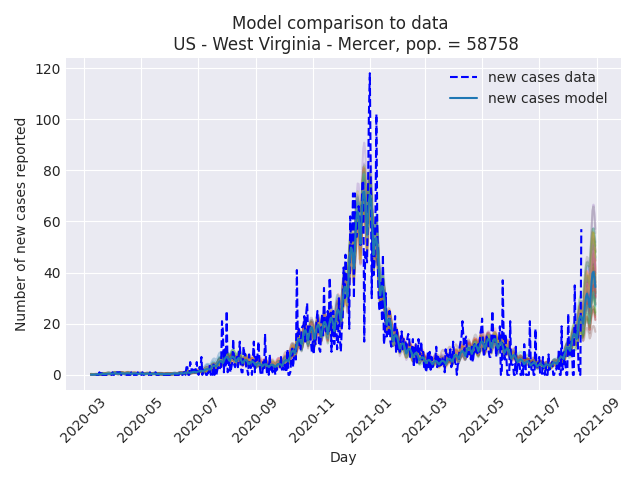 Model comparison to data
US - West Virginia - Mercer, pop. = 58758
new cases data
new cases model
Number of new cases reported
120
100
80
60
40
20
0
2020-03
2020-05
2020-07
2020-09
2020-11
2021-01
2021-03
2021-05
2021-07
2021-09
Day